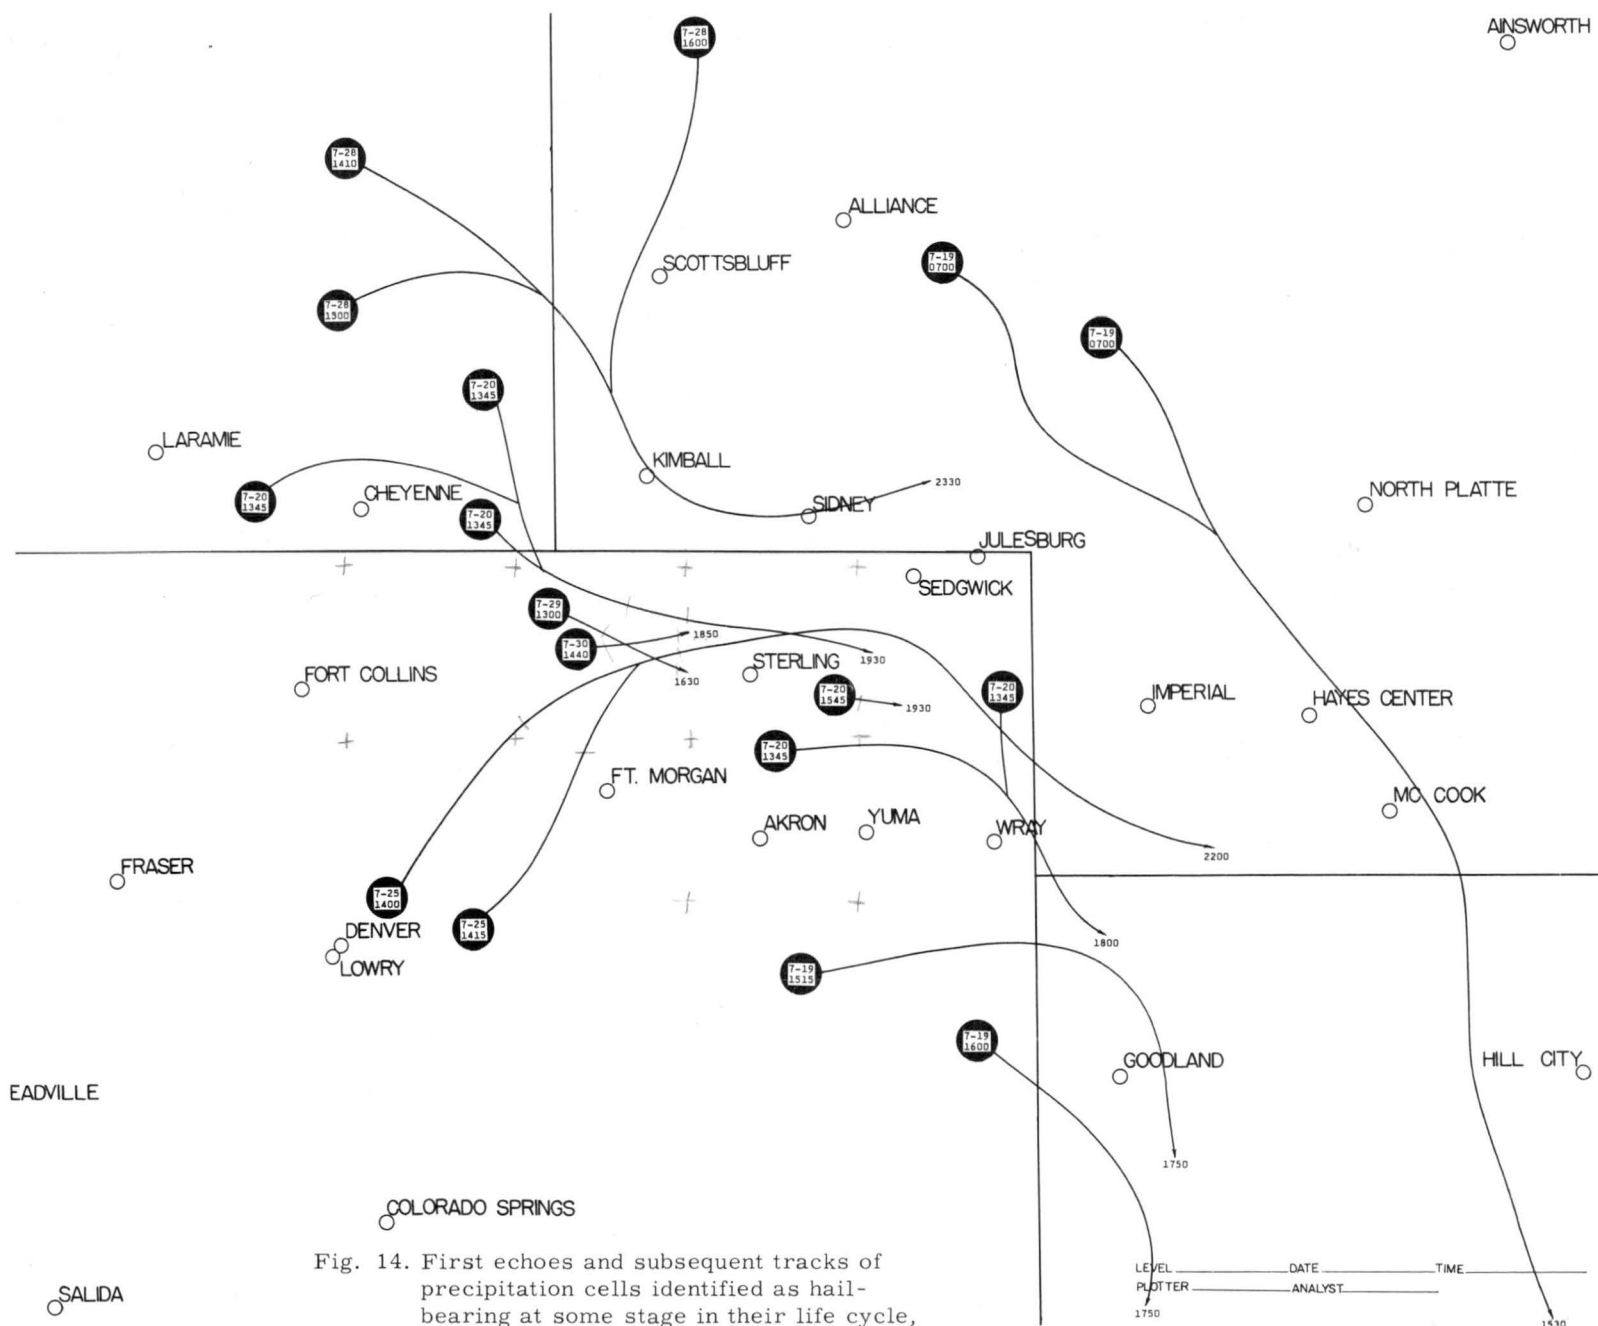 7-28
1600
AINSWORTH
7-28
1410
ALLIANCE
7-19
0700
SCOTTSBLUFF
7-28
1500
7-19
0700
7-20
1345
LARAMIE
KIMBALL
2330
7-20
1345
CHEYENNE
7-20
1345
SIDNEY
NORTH PLATTE
JULESBURG
SEDGWICK
7-29
1300
7-30
1440
1850
1930
STERLING
FORT COLLINS
1630
7-20
1545
1930
7-20
1345
IMPERIAL
HAYES CENTER
7-20
1345
FT. MORGAN
MC COOK
AKRON
YUMA
WRAY
2200
FRASER
7-25
1400
7-25
1415
DENVER
LOWRY
1800
7-19
1515
7-19
1600
GOODLAND
HILL CITY
EADVILLE
1750
COLORADO SPRINGS
Fig. 14. First echoes and subsequent tracks of
precipitation cells identified as hail-
bearing at some stage in their life cycle,
LEVEL DATE TIME
PLOTTER ANALYST
SALIDA
1750
1530